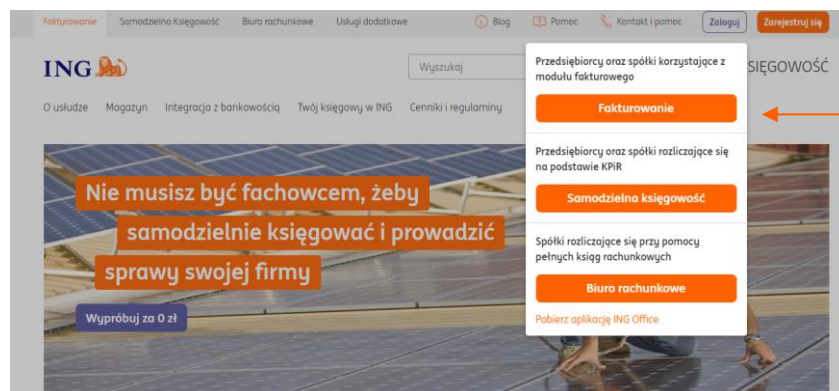 Fakturowanie Samodzielna Księgowość Biuro rachunkowe Usługi dodatkowe Blog Pomoc Kontakt i pomoc Zaloguj Zarejestruj się
ING
Wyszukaj
SIĘGOWOŚĆ
O usłudze Magazyn Integracja z bankowością Twój księgowy w ING Cenniki i regulaminy
Przedsiębiorcy oraz spółki korzystające z
modułu fakturowego
Fakturowanie
Przedsiębiorcy oraz spółki rozliczające się
na podstawie KPiR
Samodzielna księgowość
Spółki rozliczające się przy pomocy
pełnych ksiąg rachunkowych
Biuro rachunkowe
Pobierz aplikację ING Office
Nie musisz być fachowcem, żeby
samodzielnie księgować i prowadzić
sprawy swojej firmy
Wypróbuj za 0 zł